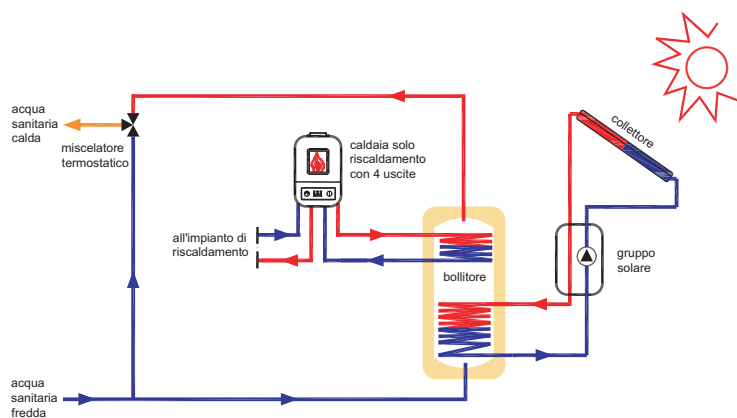 acqua
sanitaria
calda
miscelatore
termostatico
caldaia solo
riscaldamento
con 4 uscite
collettore
all'impianto di
riscaldamento
bollitore
gruppo
solare
acqua
sanitaria
fredda